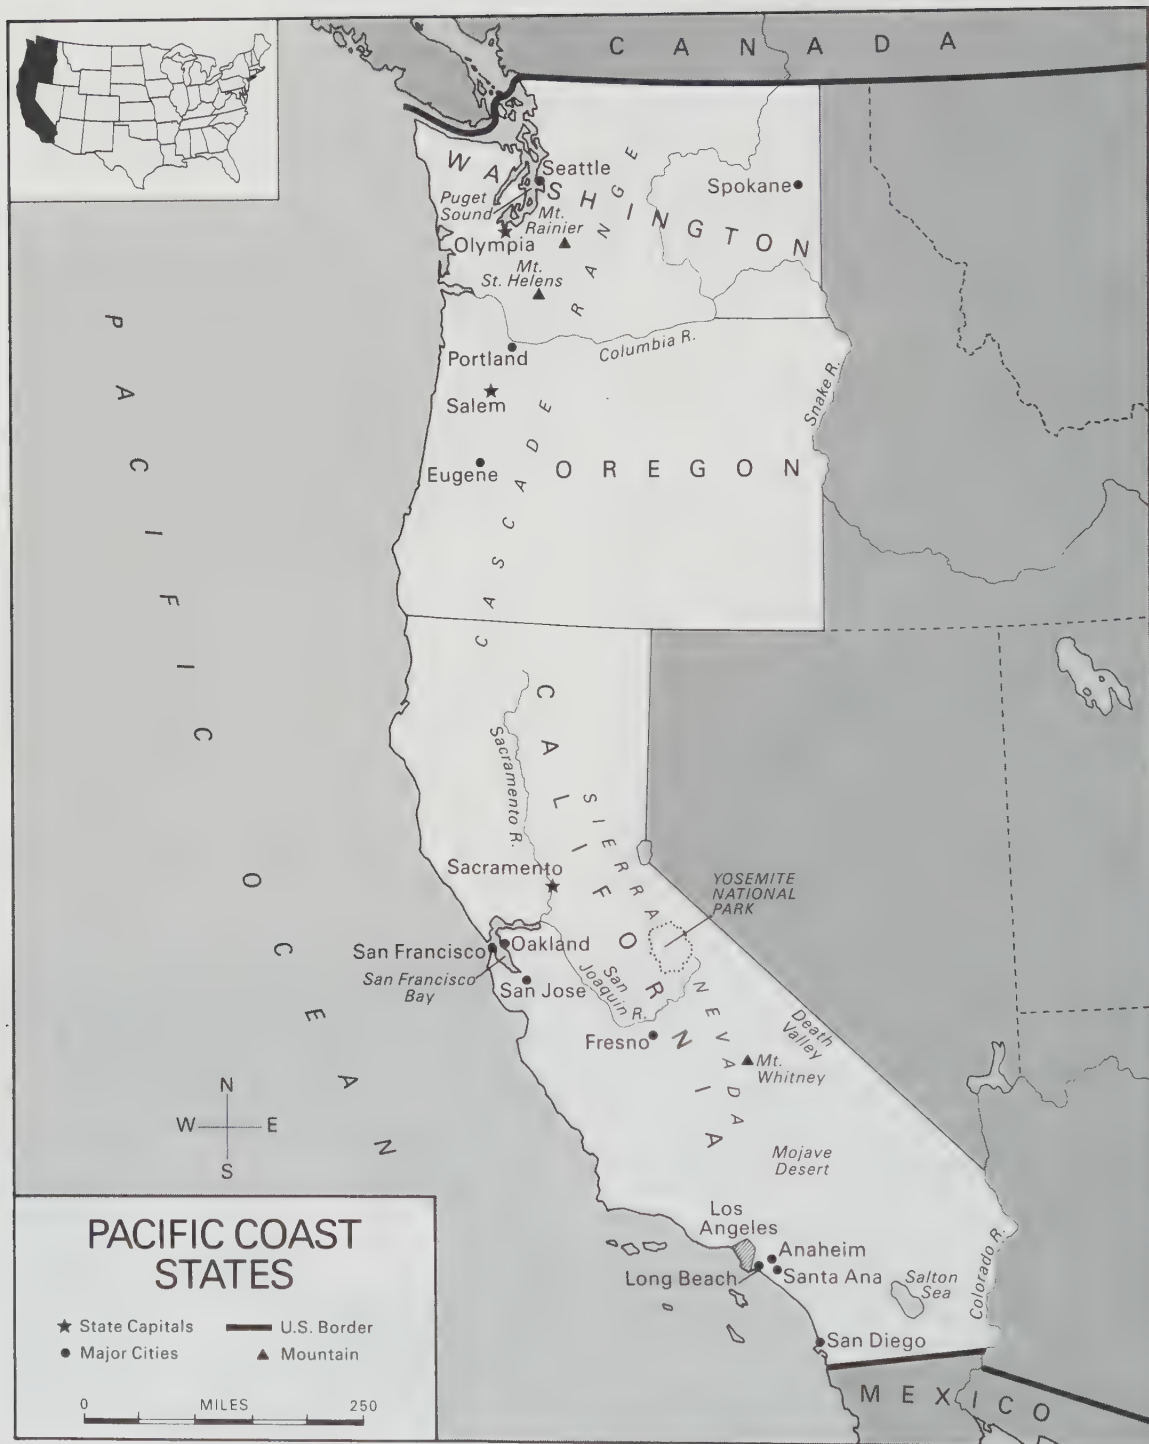 CANADA
WASHINGTON
Seattle
Spokane
Puget
Sound
Mt.
Rainier
Olympia
Mt.
St. Helens
CASCADE RANGE
Columbia R.
Portland
Salem
Snake R.
Eugene
OREGON
PACIFIC OCEAN
CALIFORNIA
Sacramento R.
SIERRA NEVADA
Sacramento
YOSEMITE
NATIONAL
PARK
San Francisco
Oakland
San Francisco
Bay
San Jose
San
Joaquin R.
Fresno
Death
Valley
Mt.
Whitney
Mojave
Desert
Los
Angeles
Anaheim
Long Beach
Santa Ana
Salton
Sea
Colorado R.
San Diego
MEXICO
N
W E
S
PACIFIC COAST
STATES
State Capitals
U.S. Border
Major Cities
Mountain
0 MILES 250